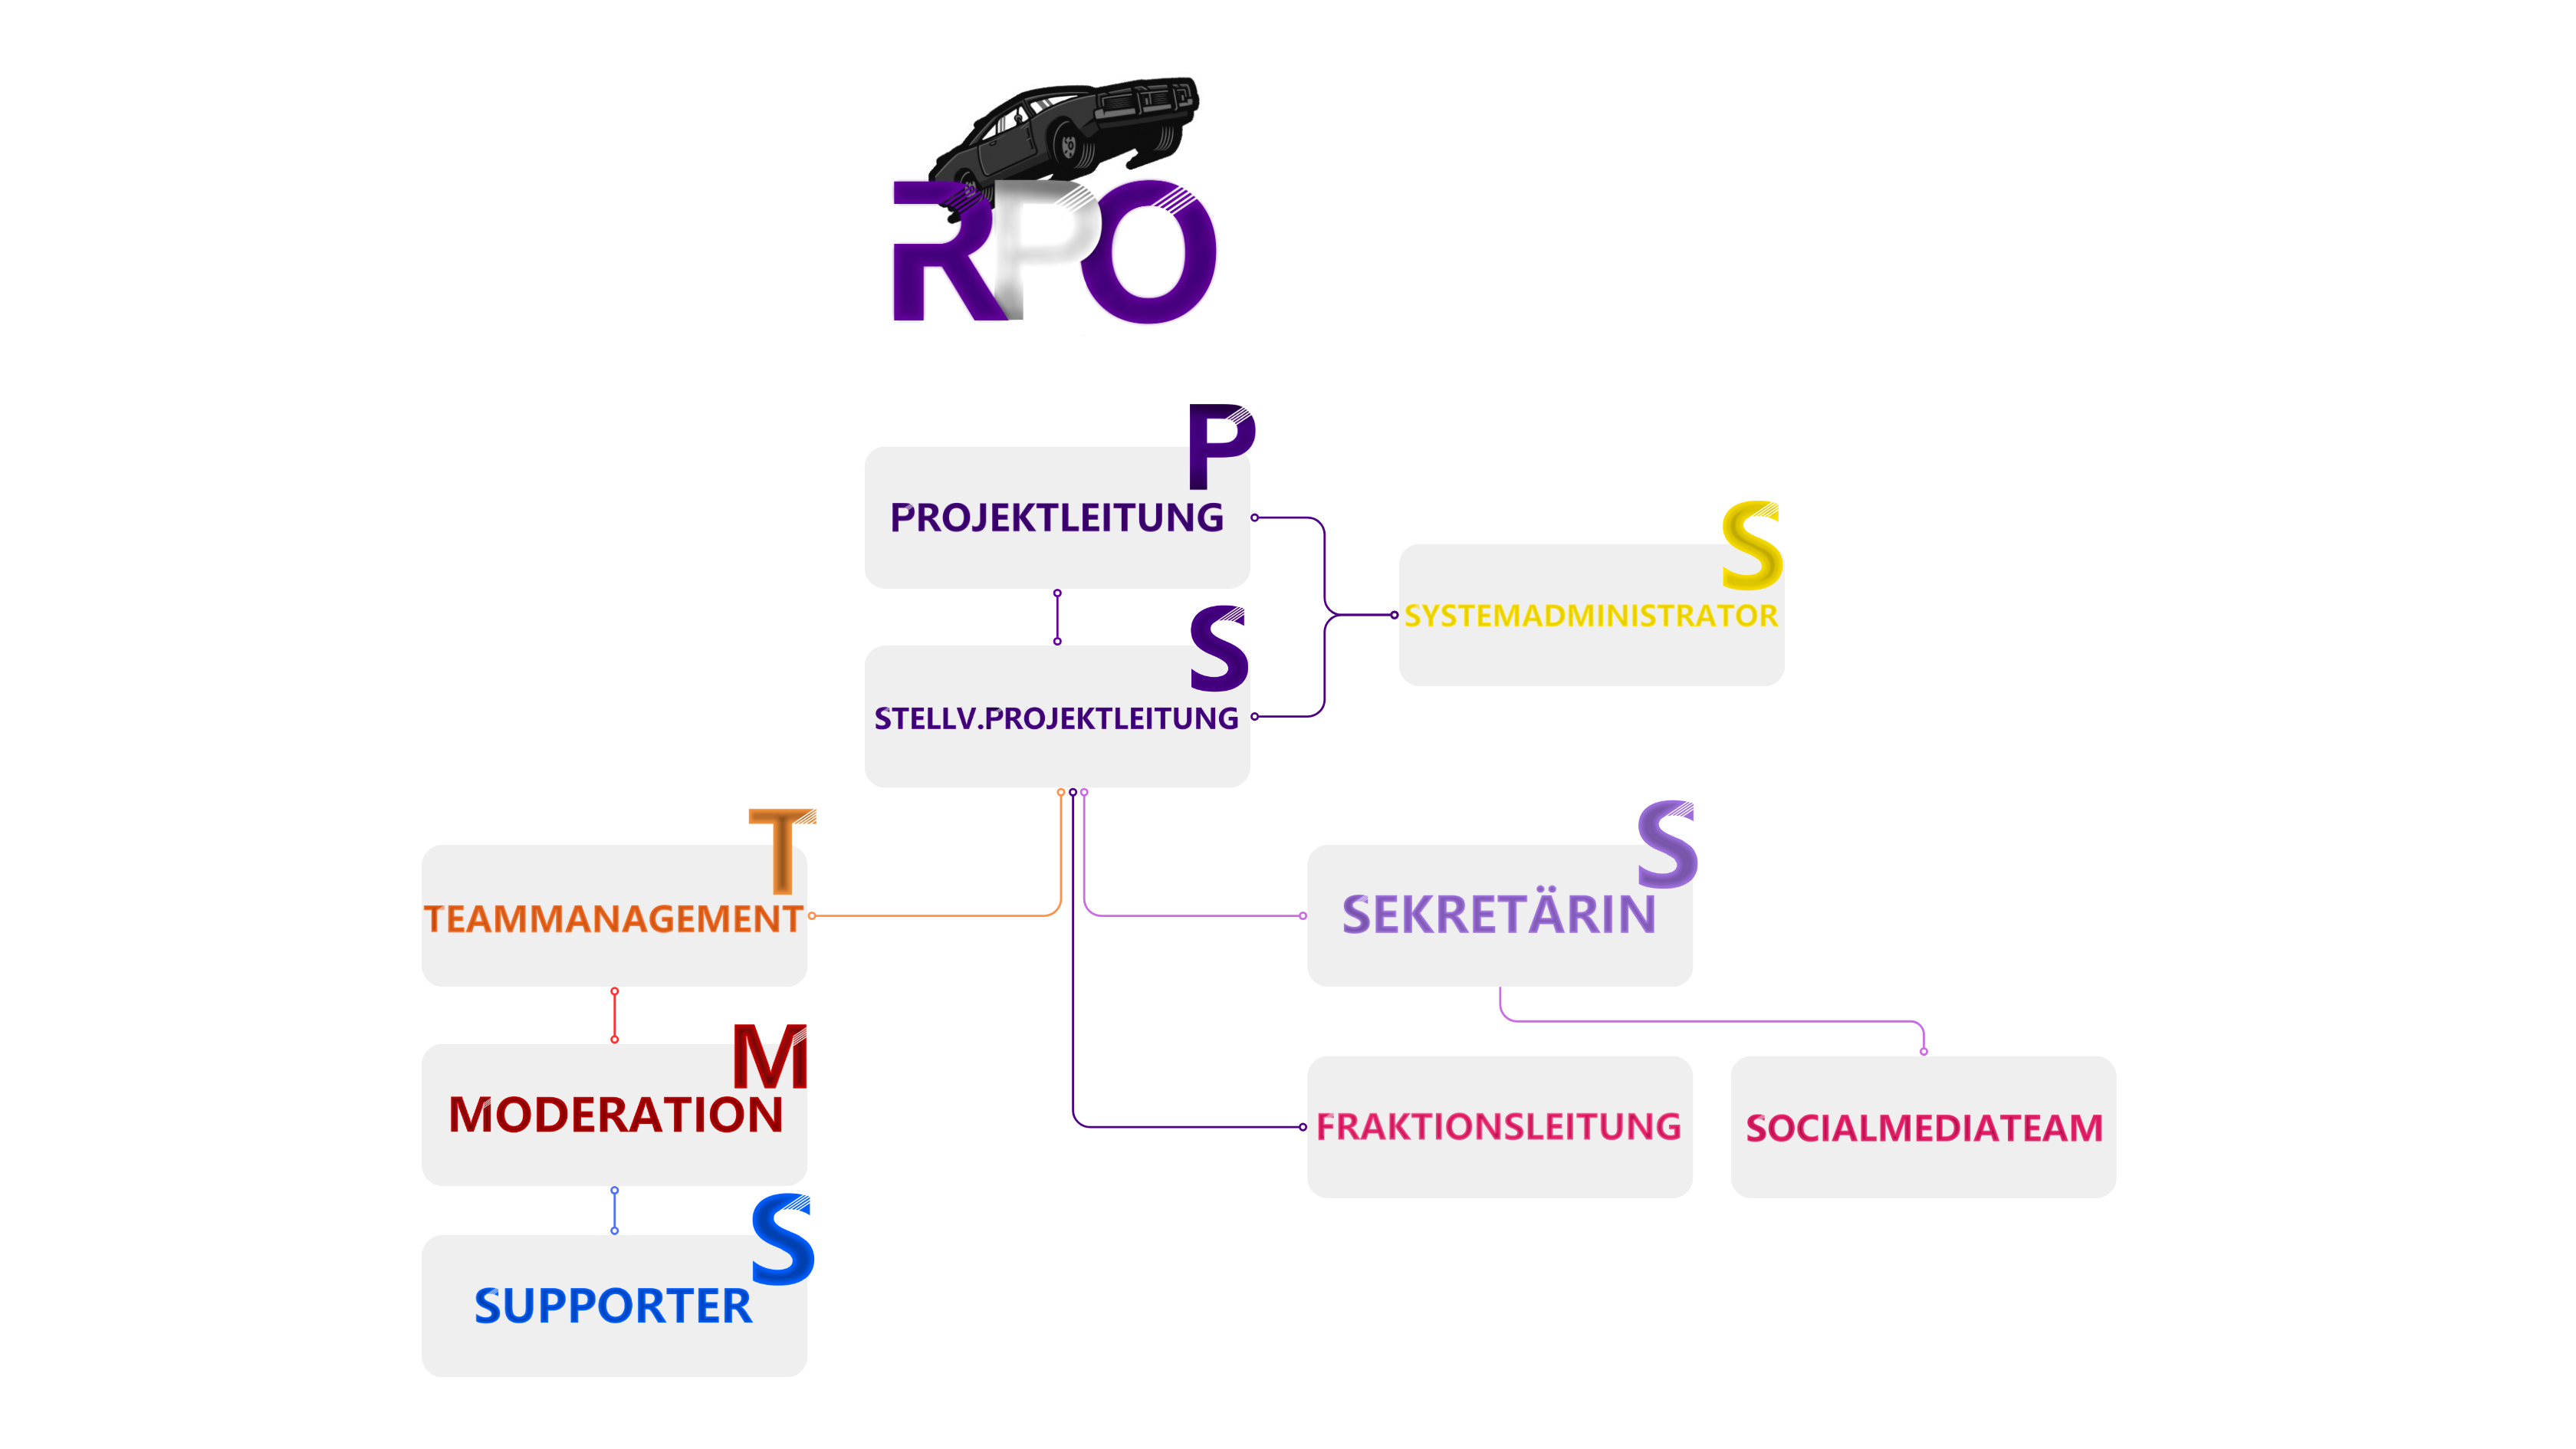 RPO
P
PROJEKTLEITUNG
S
SYSTEMADMINISTRATOR
S
STELLV.PROJEKTLEITUNG
T
TEAMMANAGEMENT
S
SEKRETÄRIN
M
MODERATION
FRAKTIONSLEITUNG
SOCIALMEDIATEAM
S
SUPPORTER